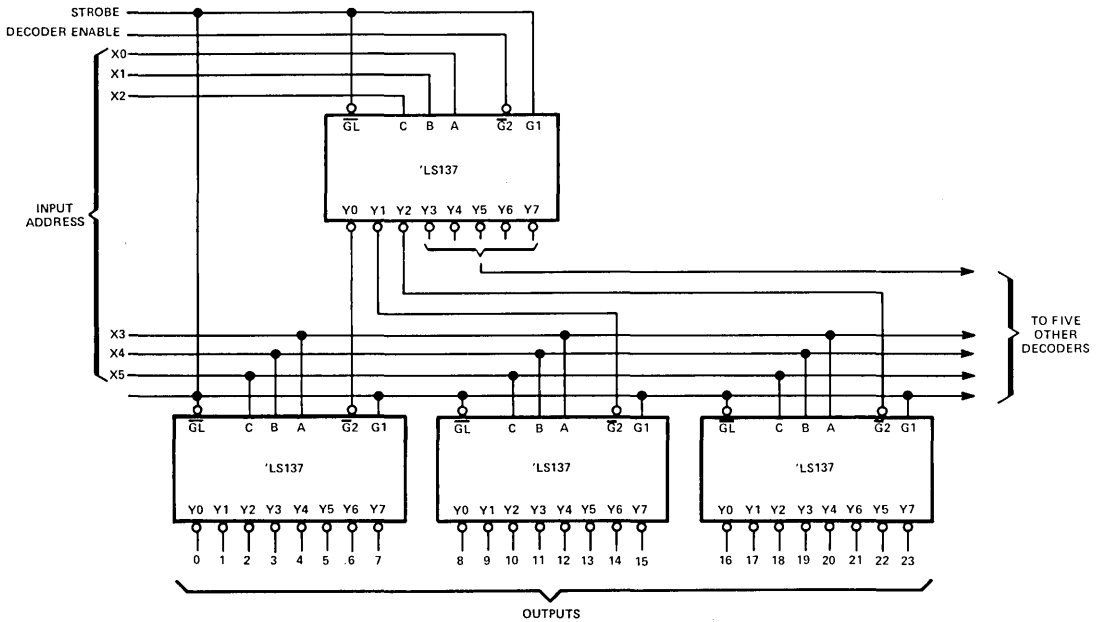 STROBE
DECODER ENABLE
X0
X1
X2
GL C B A G2 G1
'LS137
Y0 Y1 Y2 Y3 Y4 Y5 Y6 Y7
INPUT
ADDRESS
TO FIVE
OTHER
DECODERS
X3
X4
X5
GL C B A G2 G1 GL C B A G2 G1 GL C B A G2 G1
'LS137 'LS137 'LS137
Y0 Y1 Y2 Y3 Y4 Y5 Y6 Y7 Y0 Y1 Y2 Y3 Y4 Y5 Y6 Y7 Y0 Y1 Y2 Y3 Y4 Y6 Y5 Y7
0 1 2 3 4 5 .6 7 8 9 10 11 12 13 14 15 16 17 18 19 20 21 22 23
OUTPUTS